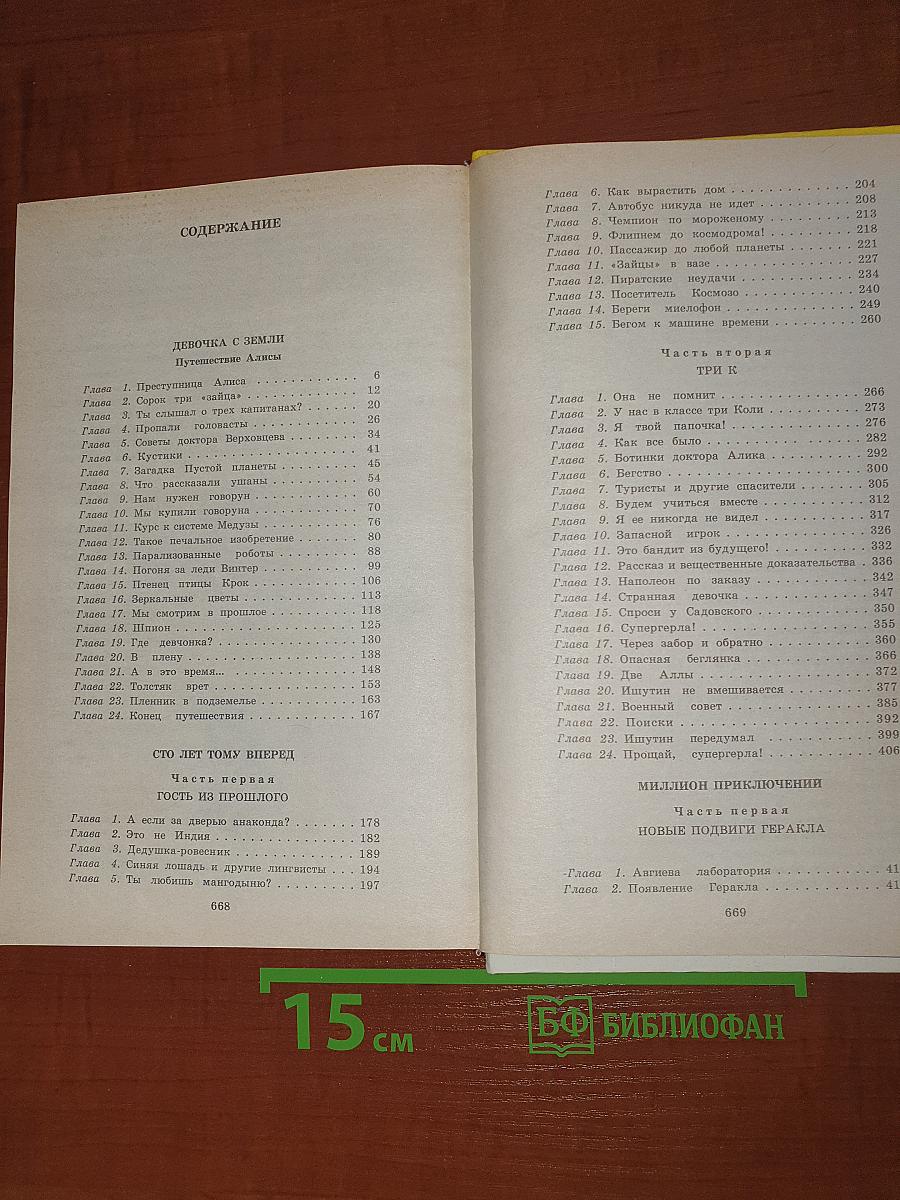 СОДЕРЖАНИЕ
ДЕВОЧКА С ЗЕМЛИ
Путешествие Алисы
Глава 1. Преступница Алиса . . . . . . . . . . . . 6
Глава 2. Сорок три «зайца» . . . . . . . . . . . . 12
Глава 3. Ты слышал о трех капитанах? . . . . . . 20
Глава 4. Пропали головасты . . . . . . . . . . . . 26
Глава 5. Советы доктора Верховцева . . . . . . . . 34
Глава 6. Кустики . . . . . . . . . . . . . . . . . 41
Глава 7. Загадка Пустой планеты . . . . . . . . . 45
Глава 8. Что рассказали ушаны . . . . . . . . . . 54
Глава 9. Нам нужен говорун . . . . . . . . . . . . 60
Глава 10. Мы купили говоруна . . . . . . . . . . . 70
Глава 11. Курс к системе Медузы . . . . . . . . . 76
Глава 12. Такое печальное изобретение . . . . . . 80
Глава 13. Парализованные роботы . . . . . . . . . 88
Глава 14. Погоня за леди Винтер . . . . . . . . . 99
Глава 15. Птенец птицы Крок . . . . . . . . . . . 106
Глава 16. Зеркальные цветы . . . . . . . . . . . . 113
Глава 17. Мы смотрим в прошлое . . . . . . . . . . 118
Глава 18. Шпион . . . . . . . . . . . . . . . . . 125
Глава 19. Где девчонка? . . . . . . . . . . . . . 130
Глава 20. В плену . . . . . . . . . . . . . . . . 138
Глава 21. А в это время... . . . . . . . . . . . . 148
Глава 22. Толстяк врет . . . . . . . . . . . . . . 153
Глава 23. Пленник в подземелье . . . . . . . . . . 163
Глава 24. Конец путешествия . . . . . . . . . . . 167
СТО ЛЕТ ТОМУ ВПЕРЕД
Часть первая
ГОСТЬ ИЗ ПРОШЛОГО
Глава 1. А если за дверью анаконда? . . . . . . . 178
Глава 2. Это не Индия . . . . . . . . . . . . . . 182
Глава 3. Дедушка-ровесник . . . . . . . . . . . . 189
Глава 4. Синяя лошадь и другие лингвисты . . . 194
Глава 5. Ты любишь мангодыню? . . . . . . . . . 197
668
Глава 6. Как вырастить дом . . . . . . . . . . . . . 204
Глава 7. Автобус никуда не идет . . . . . . . . . . 208
Глава 8. Чемпион по мороженому . . . . . . . . . 213
Глава 9. Флипнем до космодрома! . . . . . . . . . 218
Глава 10. Пассажир до любой планеты . . . . . . . 221
Глава 11. «Зайцы» в вазе . . . . . . . . . . . . . . 227
Глава 12. Пиратские неудачи . . . . . . . . . . . . 234
Глава 13. Посетитель Космозо . . . . . . . . . . . . 240
Глава 14. Береги миелофон . . . . . . . . . . . . . 249
Глава 15. Бегом к машине времени . . . . . . . . . 260
Часть вторая
ТРИ К
Глава 1. Она не помнит . . . . . . . . . . . . . . . 266
Глава 2. У нас в классе три Коли . . . . . . . . . . 273
Глава 3. Я твой папочка! . . . . . . . . . . . . . . 276
Глава 4. Как все было . . . . . . . . . . . . . . . . 282
Глава 5. Ботинки доктора Алика . . . . . . . . . . 292
Глава 6. Бегство . . . . . . . . . . . . . . . . . . . 300
Глава 7. Туристы и другие спасители . . . . . . . 305
Глава 8. Будем учиться вместе . . . . . . . . . . . 312
Глава 9. Я ее никогда не видел . . . . . . . . . . . 317
Глава 10. Запасной игрок . . . . . . . . . . . . . . 326
Глава 11. Это бандит из будущего! . . . . . . . . . 332
Глава 12. Рассказ и вещественные доказательства . 336
Глава 13. Наполеон по заказу . . . . . . . . . . . . 342
Глава 14. Странная девочка . . . . . . . . . . . . . 347
Глава 15. Спроси у Садовского . . . . . . . . . . . 350
Глава 16. Супергерла! . . . . . . . . . . . . . . . . 355
Глава 17. Через забор и обратно . . . . . . . . . . 360
Глава 18. Опасная беглянка . . . . . . . . . . . . . 366
Глава 19. Две Аллы . . . . . . . . . . . . . . . . . 372
Глава 20. Ишутин не вмешивается . . . . . . . . . 377
Глава 21. Военный совет . . . . . . . . . . . . . . 385
Глава 22. Поиски . . . . . . . . . . . . . . . . . . 392
Глава 23. Ишутин передумал . . . . . . . . . . . . 399
Глава 24. Прощай, супергерла! . . . . . . . . . . . 406
МИЛЛИОН ПРИКЛЮЧЕНИЙ
Часть первая
НОВЫЕ ПОДВИГИ ГЕРАКЛА
Глава 1. Авгиева лаборатория . . . . . . . . . . . 41
Глава 2. Появление Геракла . . . . . . . . . . . . 41
669
15 см
БФ БИБЛИОФАН